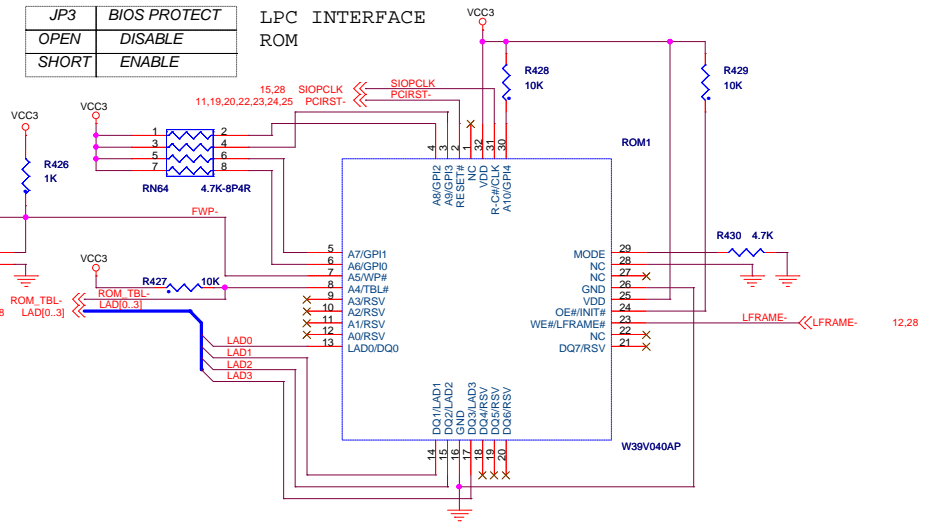 JP3 BIOS PROTECT
OPEN DISABLE
SHORT ENABLE
LPC INTERFACE
ROM
VCC3
R428
10K
R429
10K
15,28 SIOPCLK
SIOPCLK
11,19,20,22,23,24,25 PCIRST-
PCIRST-
VCC3
VCC3
R426
1K
1 2
3 4
5 6
7 8
RN64 4.7K-8P4R
4 3 2 1 32 31 30
A8/GPI2
A9/GPI3
RESET#
NC
VDD
R-C#/CLK
A10/GPI4
ROM1
FWP-
5 A7/GPI1
6 A6/GPI0
7 A5/WP#
8 A4/TBL#
9 A3/RSV
10 A2/RSV
11 A1/RSV
12 A0/RSV
13 LAD0/DQ0
MODE 29
NC 28
NC 27
GND 26
VDD 25
OE#/INIT# 24
WE#/LFRAME# 23
NC 22
DQ7/RSV 21
R430 4.7K
VCC3
R427 10K
ROM_TBL-
ROM_TBL-
8 LAD[0..3]
LAD[0..3]
LFRAME-
LFRAME- 12,28
LAD0
LAD1
LAD2
LAD3
DQ1/LAD1
DQ2/LAD2
GND
DQ3/LAD3
DQ4/RSV
DQ5/RSV
DQ6/RSV
14 15 16 17 18 19 20
W39V040AP